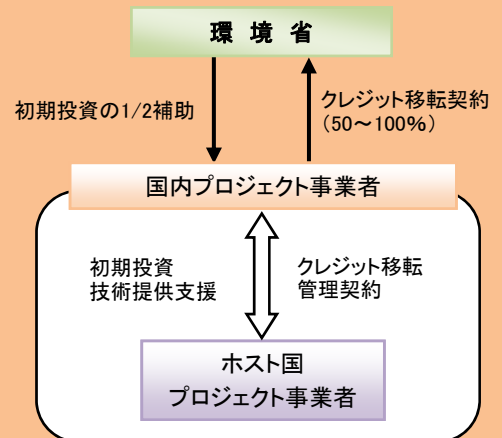 環 境 省
初期投資の1/2補助
クレジット移転契約
(50～100%)
国内プロジェクト事業者
初期投資
技術提供支援
クレジット移転
管理契約
ホスト国
プロジェクト事業者